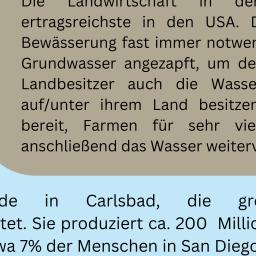 Die Landwirtschaft in der
ertragsreichste in den USA.
Bewässerung fast immer notwen
Grundwasser angezapft, um de
Landbesitzer auch die Wasse
auf/unter ihrem Land besitzen
bereit, Farmen für sehr vie
anschließend das Wasser weiterv
de in Carlsbad, die gr
tet. Sie produziert ca. 200 Millio
wa 7% der Menschen in San Diego